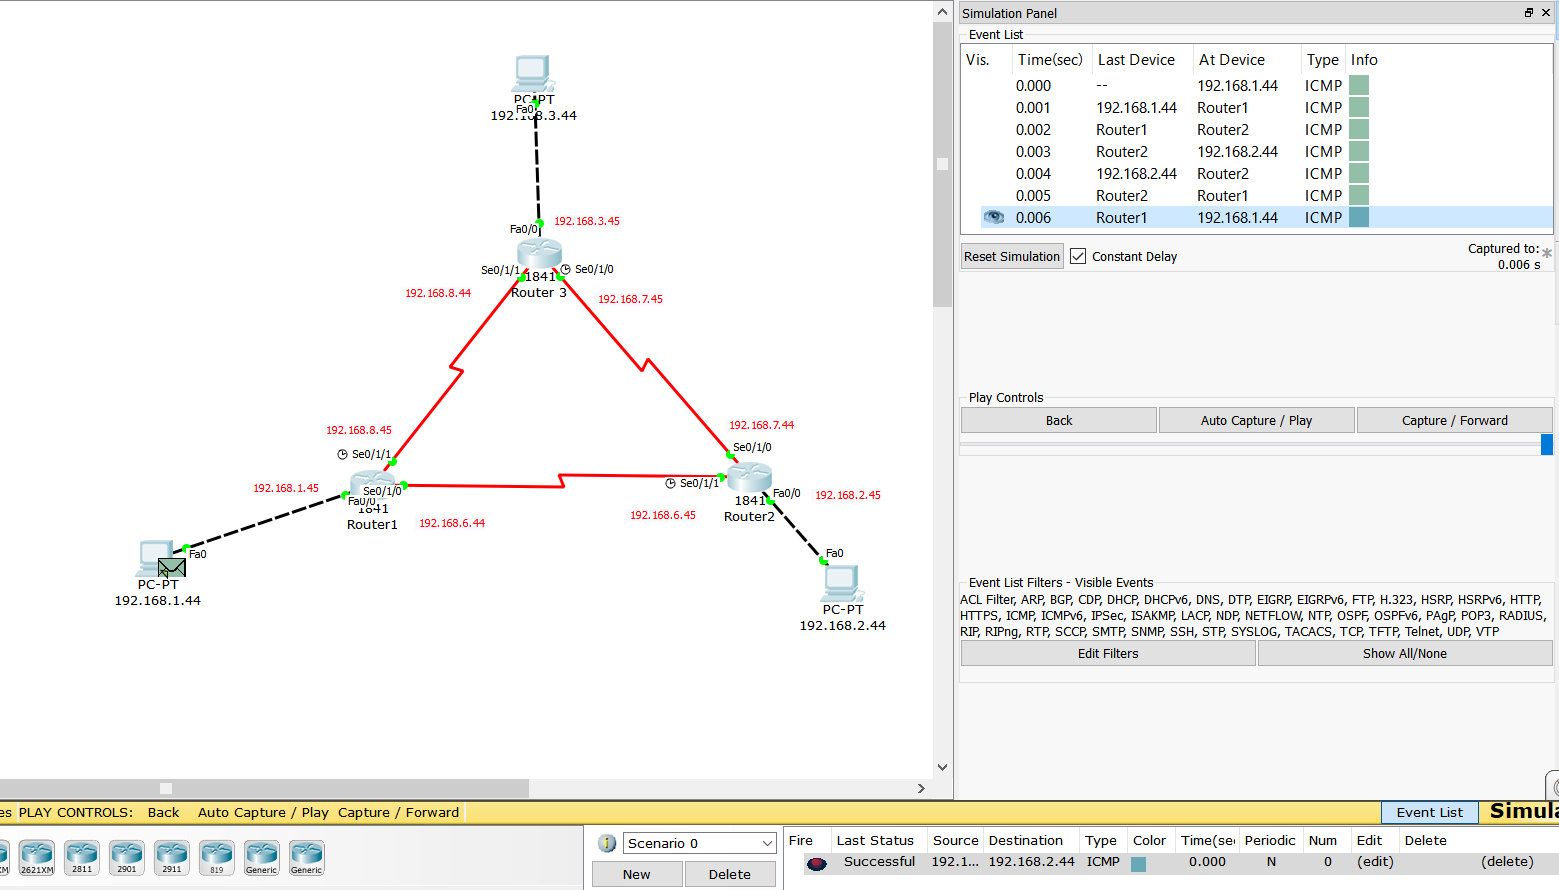 PC-PT
Fa0
192.168.3.44
192.168.3.45
Fa0/0
Se0/1/1
Se0/1/0
1841
Router 3
192.168.8.44
192.168.7.45
192.168.8.45
Se0/1/1
192.168.7.44
Se0/1/0
192.168.1.45
Se0/1/0
Fa0/0
1841
Router1
192.168.6.44
Se0/1/1
Fa0/0
1841
Router2
192.168.2.45
192.168.6.45
Fa0
PC-PT
192.168.1.44
Fa0
PC-PT
192.168.2.44
Simulation Panel
Event List
Vis. Time(sec) Last Device At Device Type Info
0.000 -- 192.168.1.44 ICMP
0.001 192.168.1.44 Router1 ICMP
0.002 Router1 Router2 ICMP
0.003 Router2 192.168.2.44 ICMP
0.004 192.168.2.44 Router2 ICMP
0.005 Router2 Router1 ICMP
0.006 Router1 192.168.1.44 ICMP
Reset Simulation Constant Delay Captured to: *
0.006 s
Play Controls
Back Auto Capture / Play Capture / Forward
Event List Filters - Visible Events
ACL Filter, ARP, BGP, CDP, DHCP, DHCPv6, DNS, DTP, EIGRP, EIGRPv6, FTP, H.323, HSRP, HSRPv6, HTTP,
HTTPS, ICMP, ICMPv6, IPSec, ISAKMP, LACP, NDP, NETFLOW, NTP, OSPF, OSPFv6, PAgP, POP3, RADIUS,
RIP, RIPng, RTP, SCCP, SMTP, SNMP, SSH, STP, SYSLOG, TACACS, TCP, TFTP, Telnet, UDP, VTP
Edit Filters Show All/None
es PLAY CONTROLS: Back Auto Capture / Play Capture / Forward
Event List Simula
XM 2621XM 2811 2901 2911 819 Generic Generic
Scenario 0
New Delete
Fire Last Status Source Destination Type Color Time(sec Periodic Num Edit Delete
Successful 192.1... 192.168.2.44 ICMP 0.000 N 0 (edit) (delete)